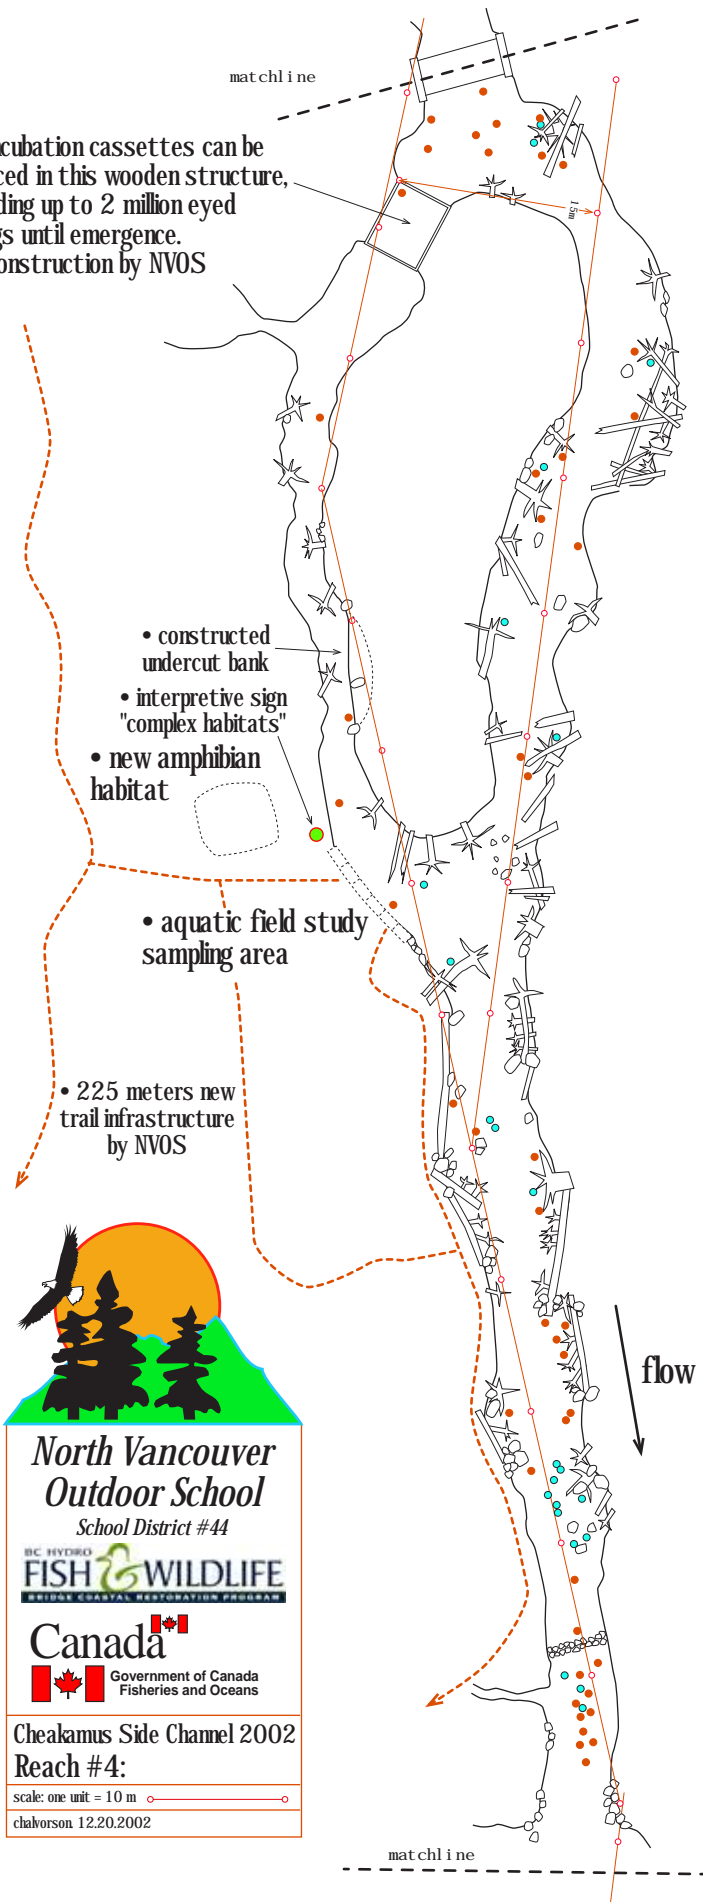 matchline
cubation cassettes can be
ced in this wooden structure,
ding up to 2 million eyed
gs until emergence.
onstruction by NVOS
15m
• constructed
undercut bank
• interpretive sign
"complex habitats"
• new amphibian
habitat
• aquatic field study
sampling area
• 225 meters new
trail infrastructure
by NVOS
flow
North Vancouver
Outdoor School
School District #44
BC HYDRO
FISH & WILDLIFE
BRIDGE COASTAL RESTORATION PROGRAM
Canada
Government of Canada
Fisheries and Oceans
Cheakamus Side Channel 2002
Reach #4:
scale: one unit = 10 m
chalvorson. 12.20.2002
matchline